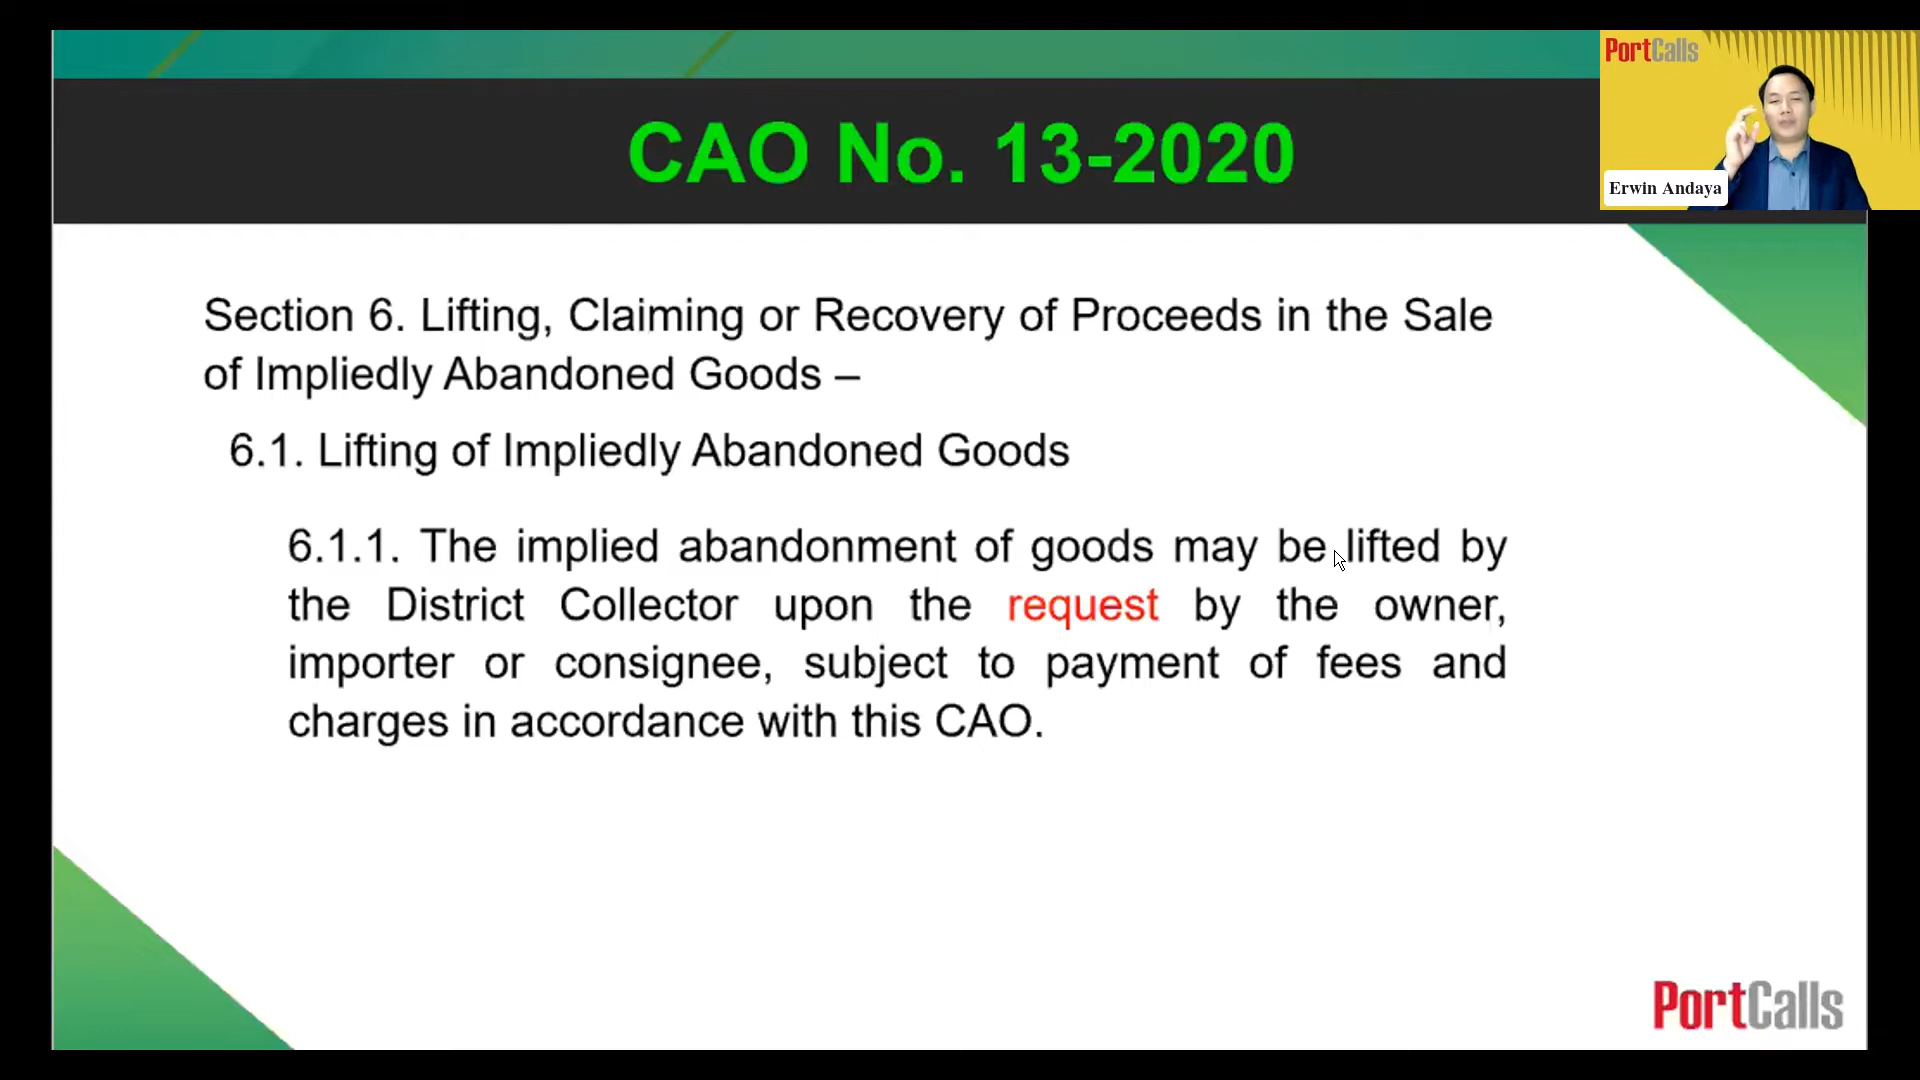 PortCalls
CAO No. 13-2020
Erwin Andaya
Section 6. Lifting, Claiming or Recovery of Proceeds in the Sale
of Impliedly Abandoned Goods –
6.1. Lifting of Impliedly Abandoned Goods
6.1.1. The implied abandonment of goods may be lifted by
the District Collector upon the request by the owner,
importer or consignee, subject to payment of fees and
charges in accordance with this CAO.
PortCalls